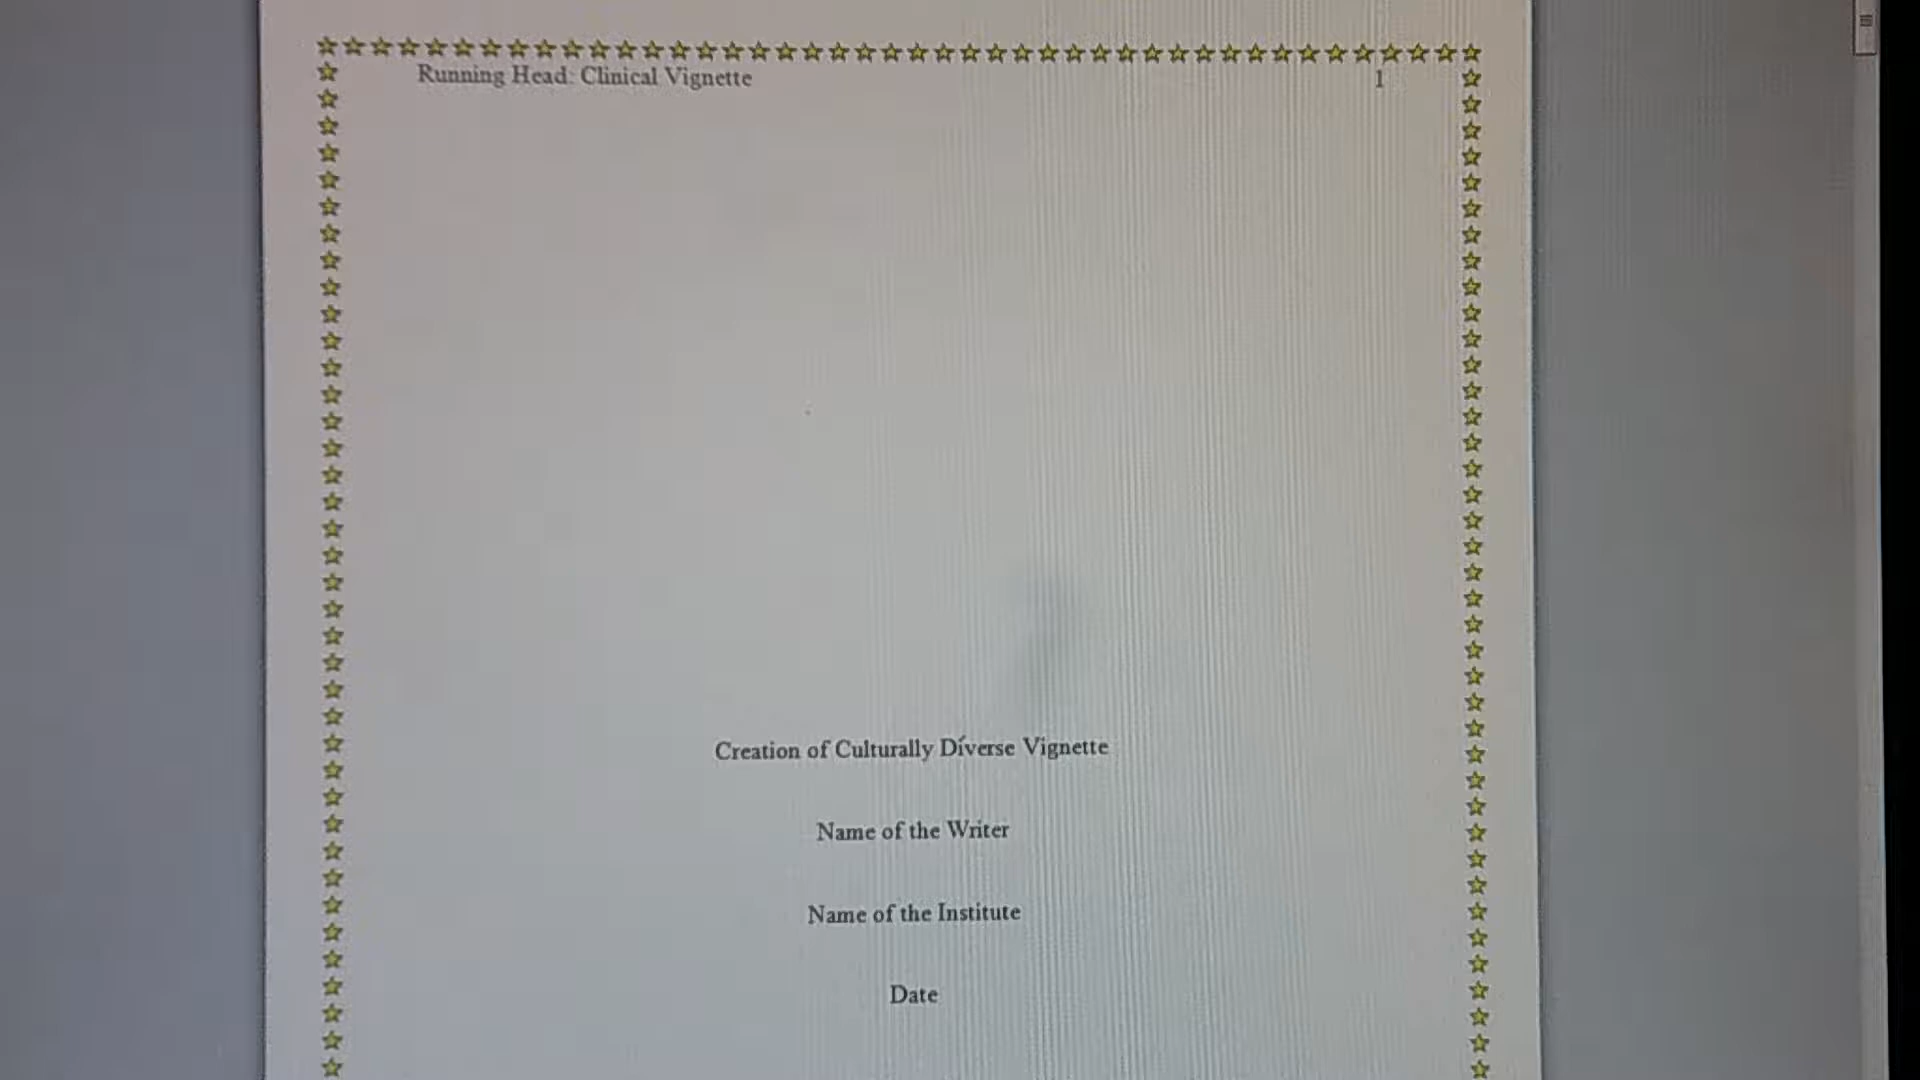 Running Head: Clinical Vignette 1
Creation of Culturally Diverse Vignette
Name of the Writer
Name of the Institute
Date